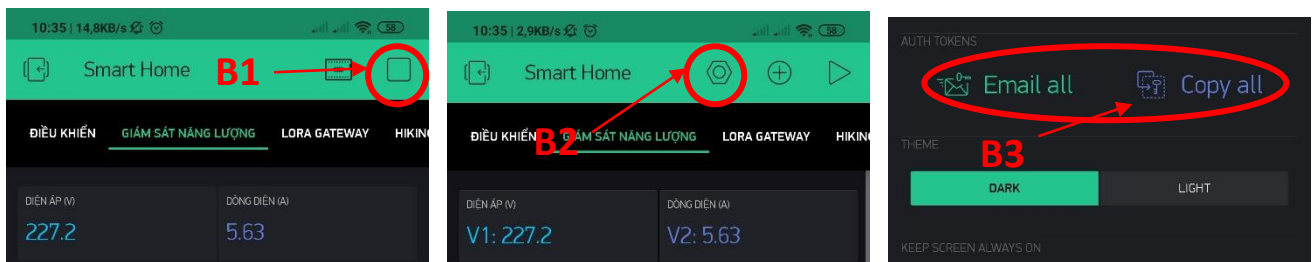 10:35 | 14,8KB/s
58
Smart Home
B1
ĐIỀU KHIỂN GIÁM SÁT NĂNG LƯỢNG LORA GATEWAY HIKING
ĐIỆN ÁP (V) DÒNG ĐIỆN (A)
227.2 5.63
10:35 | 2,9KB/s
58
Smart Home
B2
ĐIỀU KHIỂN GIÁM SÁT NĂNG LƯỢNG LORA GATEWAY HIKIN
ĐIỆN ÁP (V) DÒNG ĐIỆN (A)
V1: 227.2 V2: 5.63
AUTH TOKENS
Email all Copy all
B3
THEME
DARK LIGHT
KEEP SCREEN ALWAYS ON